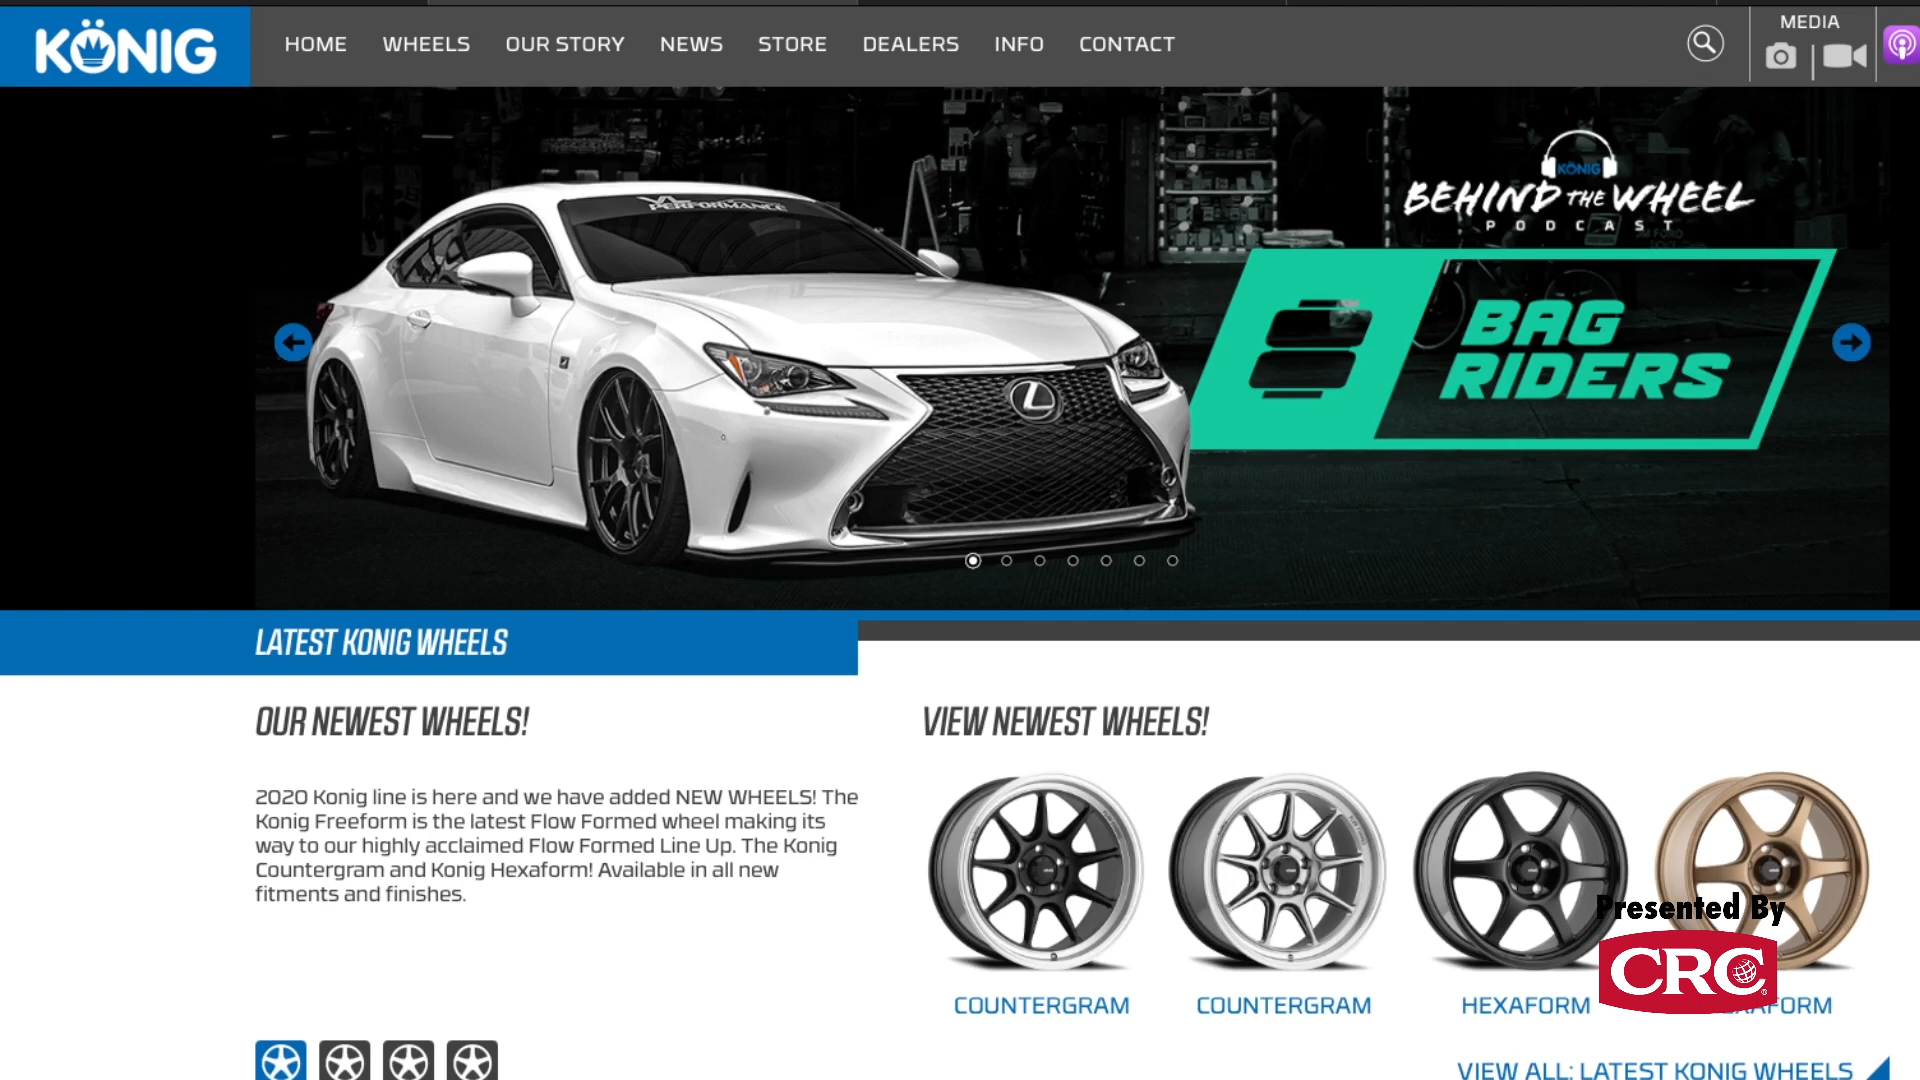 KÖNIG
HOME WHEELS OUR STORY NEWS STORE DEALERS INFO CONTACT
MEDIA
KÖNIG
BEHIND THE WHEEL
PODCAST
PERFORMANCE
BAG
RIDERS
LATEST KONIG WHEELS
OUR NEWEST WHEELS!
2020 Konig line is here and we have added NEW WHEELS! The
Konig Freeform is the latest Flow Formed wheel making its
way to our highly acclaimed Flow Formed Line Up. The Konig
Countergram and Konig Hexaform! Available in all new
fitments and finishes.
VIEW NEWEST WHEELS!
Presented By
CRC
COUNTERGRAM COUNTERGRAM HEXAFORM XAFORM
VIEW ALL: LATEST KONIG WHEELS